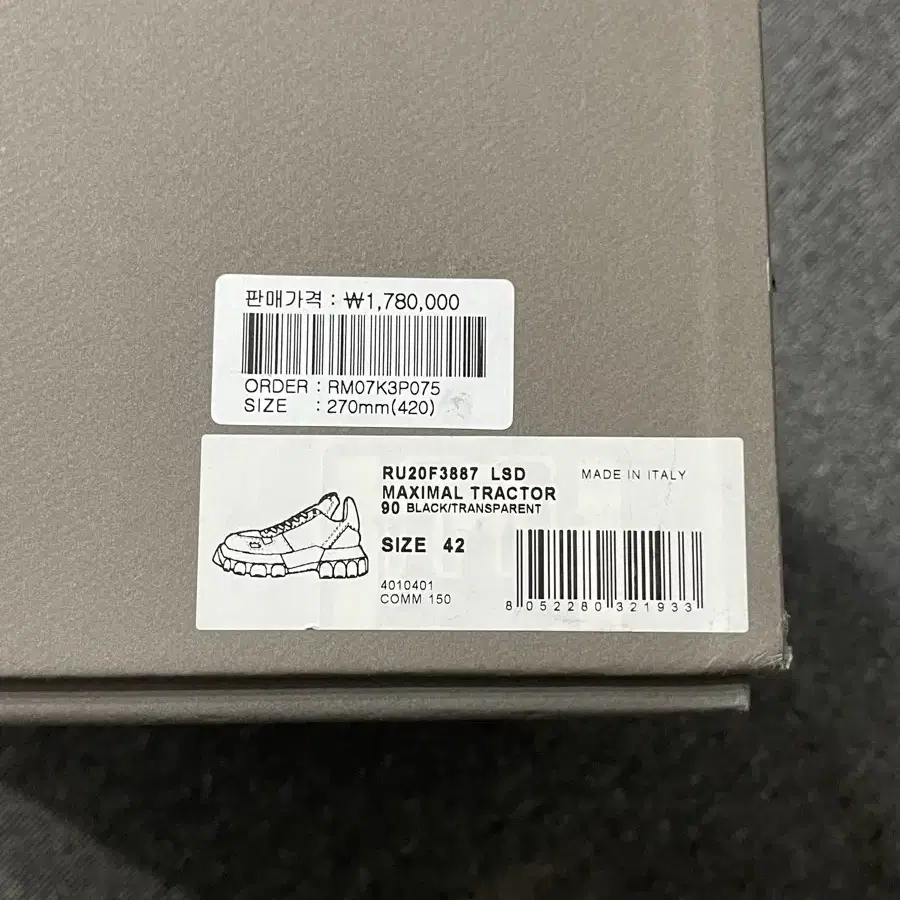 판매가격 : ₩1,780,000
ORDER : RM07K3P075
SIZE : 270mm(420)
RU20F3887 LSD MADE IN ITALY
MAXIMAL TRACTOR
90 BLACK/TRANSPARENT
SIZE 42
4010401
COMM 150
8 052280 321933